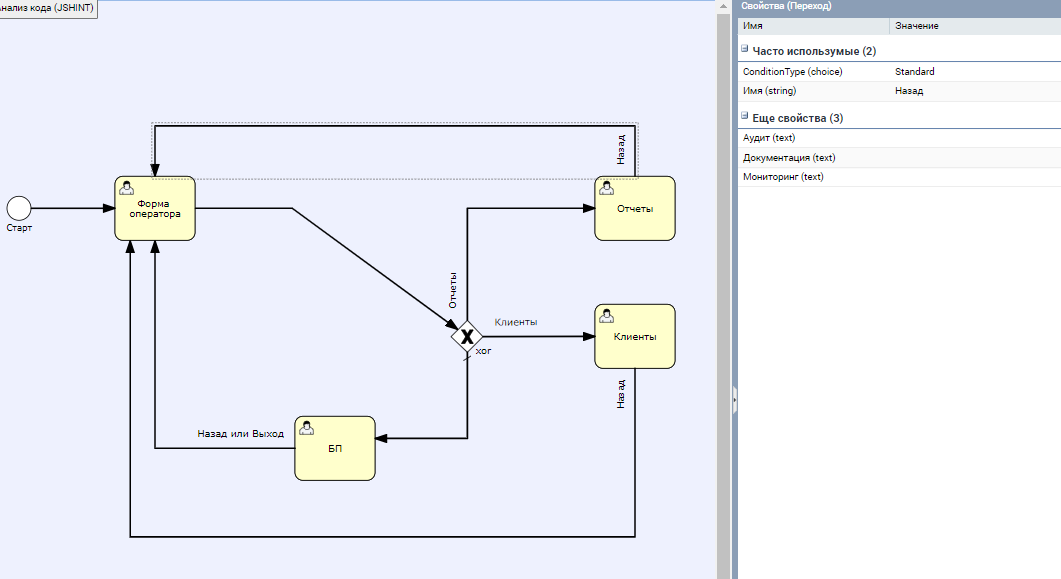 Анализ кода (JSHINT)
Свойства (Переход)
Имя Значение
Часто используемые (2)
ConditionType (choice) Standard
Имя (string) Назад
Еще свойства (3)
Аудит (text)
Документация (text)
Мониторинг (text)
Назад
Форма
оператора
Отчеты
Старт
Отчеты
Клиенты
Клиенты
xor
Назад
Назад или Выход
БП